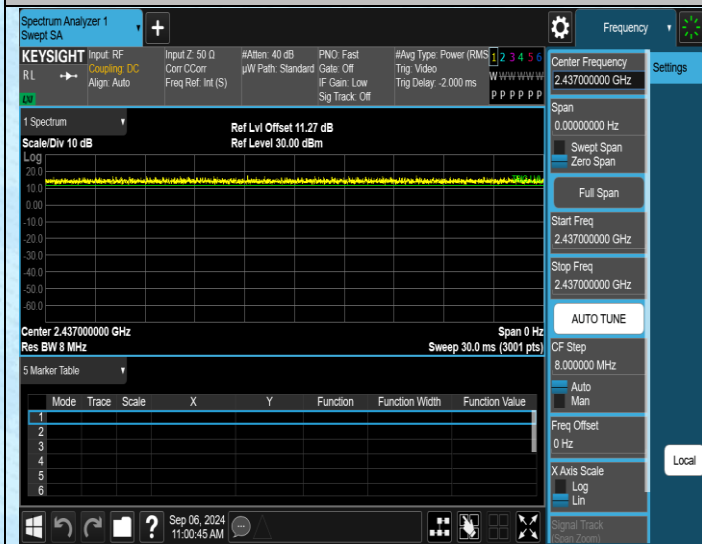 Spectrum Analyzer 1
Swept SA
+
Frequency
KEYSIGHT
RL
Input: RF
Coupling: DC
Align: Auto
Input Z: 50 Ω
Corr CCorr
Freq Ref: Int (S)
#Atten: 40 dB
µW Path: Standard
PNO: Fast
Gate: Off
IF Gain: Low
Sig Track: Off
#Avg Type: Power (RMS
Trig: Video
Trig Delay: -2.000 ms
1 2 3 4 5 6
W W W W W W
P P P P P P
1 Spectrum
Scale/Div 10 dB
Ref Lvl Offset 11.27 dB
Ref Level 30.00 dBm
Log
20.0
10.0
0.00
-10.0
-20.0
-30.0
-40.0
-50.0
-60.0
Center 2.437000000 GHz
Span 0 Hz
Res BW 8 MHz
Sweep 30.0 ms (3001 pts)
5 Marker Table
Mode Trace Scale X Y Function Function Width Function Value
1
2
3
4
5
6
Sep 06, 2024
11:00:45 AM
?
Center Frequency
2.437000000 GHz
Span
0.00000000 Hz
Swept Span
Zero Span
Full Span
Start Freq
2.437000000 GHz
Stop Freq
2.437000000 GHz
AUTO TUNE
CF Step
8.000000 MHz
Auto
Man
Freq Offset
0 Hz
X Axis Scale
Log
Lin
Signal Track
(Span Zoom)
Settings
Local